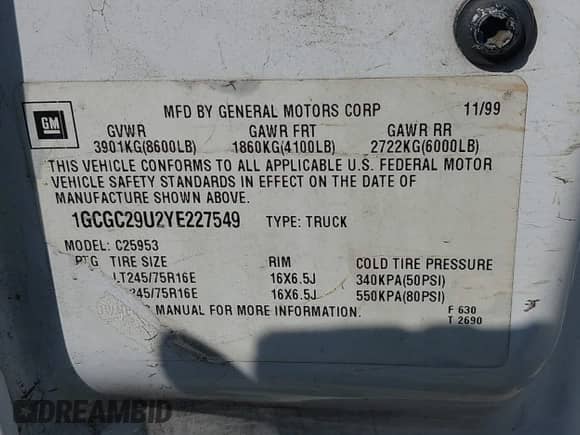 GM
MFD BY GENERAL MOTORS CORP 11/99
GVWR GAWR FRT GAWR RR
3901KG(8600LB) 1860KG(4100LB) 2722KG(6000LB)
THIS VEHICLE CONFORMS TO ALL APPLICABLE U.S. FEDERAL MOTOR
VEHICLE SAFETY STANDARDS IN EFFECT ON THE DATE OF
MANUFACTURE SHOWN ABOVE.
1GCGC29U2YE227549 TYPE: TRUCK
MODEL: C25953
TIRE SIZE RIM COLD TIRE PRESSURE
LT245/75R16E 16X6.5J 340KPA(50PSI)
245/75R16E 16X6.5J 550KPA(80PSI)
MANUAL FOR MORE INFORMATION.
F 630
T 2690
DREAMBID